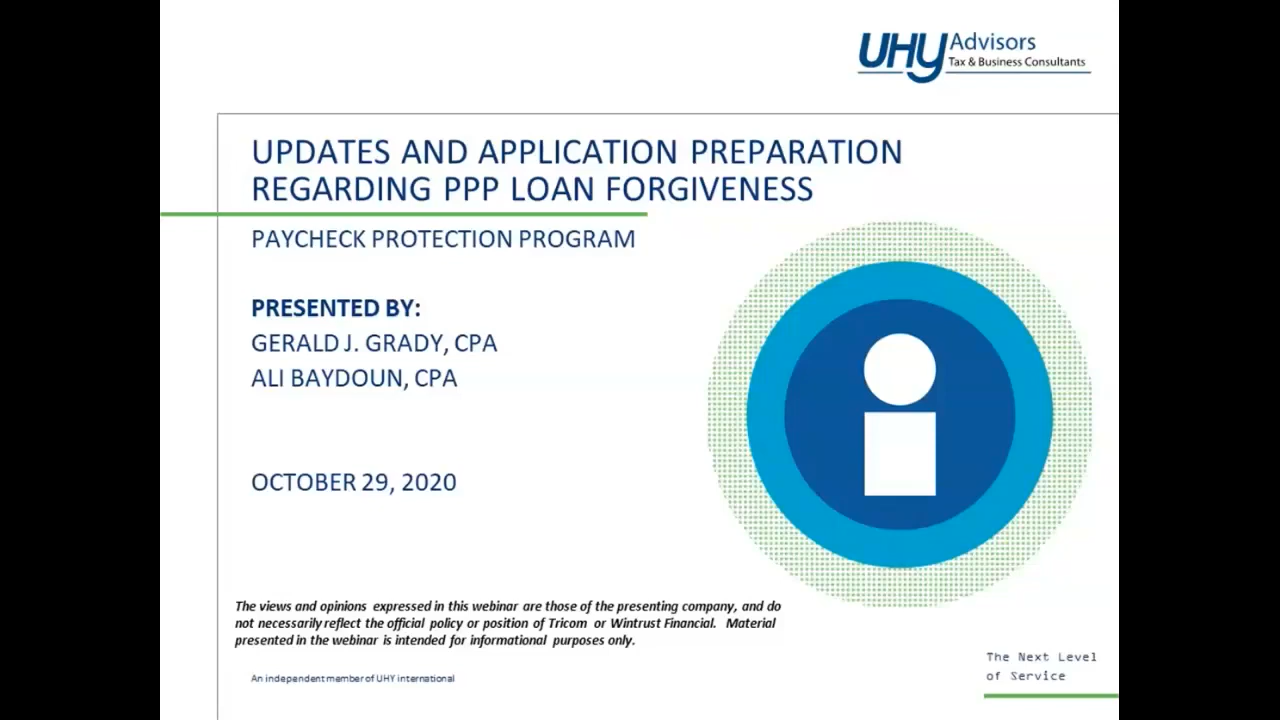 UHY Advisors
Tax & Business Consultants
UPDATES AND APPLICATION PREPARATION
REGARDING PPP LOAN FORGIVENESS
PAYCHECK PROTECTION PROGRAM
PRESENTED BY:
GERALD J. GRADY, CPA
ALI BAYDOUN, CPA
OCTOBER 29, 2020
The views and opinions expressed in this webinar are those of the presenting company, and do
not necessarily reflect the official policy or position of Tricom or Wintrust Financial. Material
presented in the webinar is intended for informational purposes only.
An independent member of UHY international
The Next Level
of Service